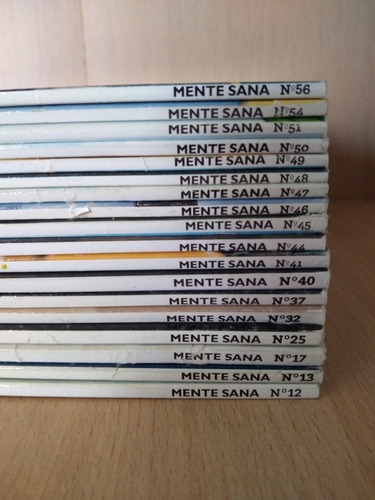 MENTE SANA Nº56
MENTE SANA Nº54
MENTE SANA Nº51
MENTE SANA Nº50
MENTE SANA Nº49
MENTE SANA Nº48
MENTE SANA Nº47
MENTE SANA Nº46
MENTE SANA Nº45
MENTE SANA Nº44
MENTE SANA Nº41
MENTE SANA Nº40
MENTE SANA Nº37
MENTE SANA Nº32
MENTE SANA Nº25
MENTE SANA Nº17
MENTE SANA Nº13
MENTE SANA Nº12